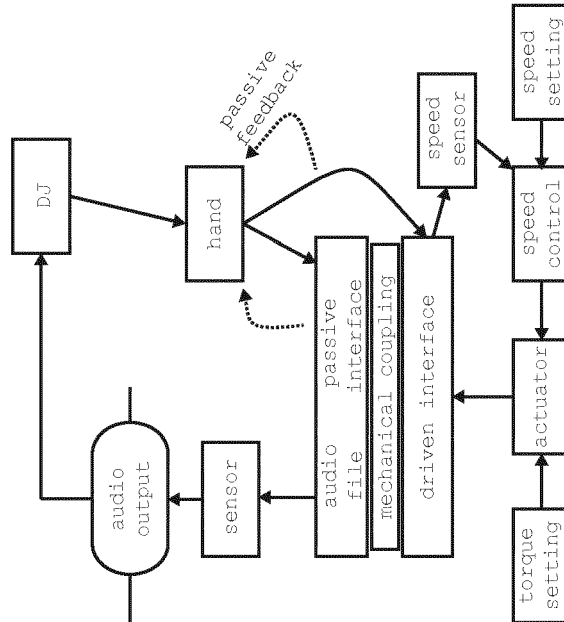 DJ
hand
passive
feedback
speed
sensor
speed
setting
speed
control
actuator
torque
setting
audio
output
sensor
audio
file
passive
interface
mechanical coupling
driven interface